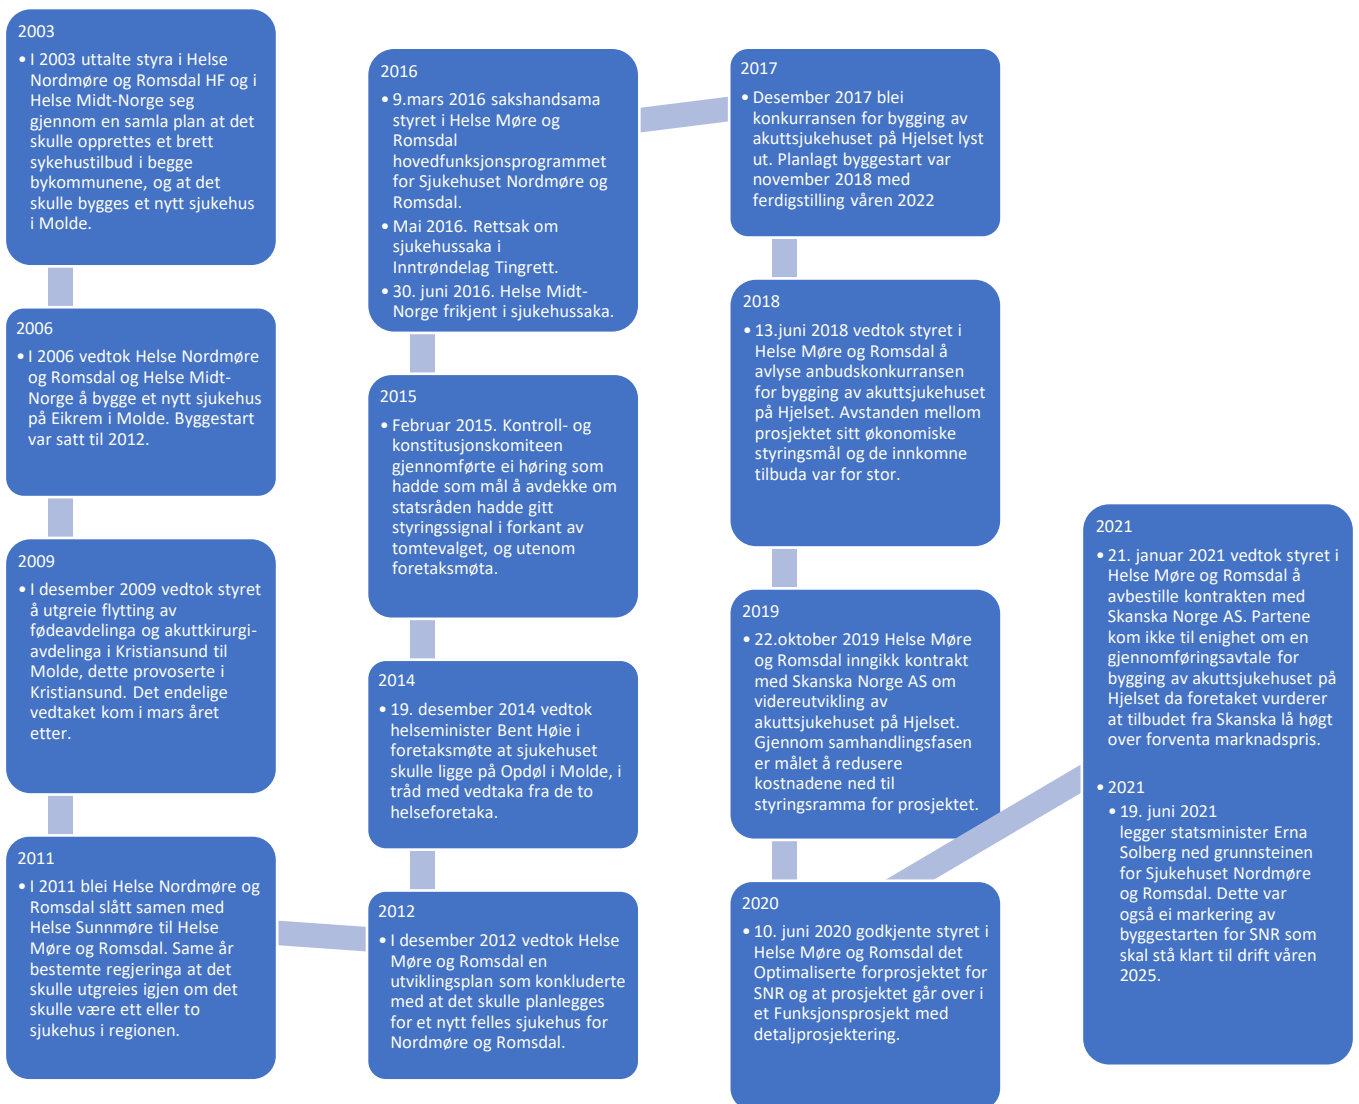 2003
• I 2003 uttalte styra i Helse
Nordmøre og Romsdal HF og i
Helse Midt-Norge seg
gjennom en samla plan at det
skulle opprettes et brett
sykehustilbud i begge
bykommunene, og at det
skulle bygges et nytt sjukehus
i Molde.
2006
• I 2006 vedtok Helse Nordmøre
og Romsdal og Helse Midt-
Norge å bygge et nytt sjukehus
på Eikrem i Molde. Byggestart
var satt til 2012.
2009
• I desember 2009 vedtok styret
å utgreie flytting av
fødeavdelinga og akuttkirurgi-
avdelinga i Kristiansund til
Molde, dette provoserte i
Kristiansund. Det endelige
vedtaket kom i mars året
etter.
2011
• I 2011 blei Helse Nordmøre og
Romsdal slått samen med
Helse Sunnmøre til Helse
Møre og Romsdal. Same år
bestemte regjeringa at det
skulle utgreies igjen om det
skulle være ett eller to
sjukehus i regionen.
2012
• I desember 2012 vedtok Helse
Møre og Romsdal en
utviklingsplan som konkluderte
med at det skulle planlegges
for et nytt felles sjukehus for
Nordmøre og Romsdal.
2014
• 19. desember 2014 vedtok
helseminister Bent Høie i
foretaksmøte at sjukehuset
skulle ligge på Opdøl i Molde, i
tråd med vedtaka fra de to
helseforetaka.
2015
• Februar 2015. Kontroll- og
konstitusjonskomiteen
gjennomførte ei høring som
hadde som mål å avdekke om
statsråden hadde gitt
styringssignal i forkant av
tomtevalget, og utenom
foretaksmøta.
2016
• 9.mars 2016 sakshandsama
styret i Helse Møre og
Romsdal
hovedfunksjonsprogrammet
for Sjukehuset Nordmøre og
Romsdal.
• Mai 2016. Rettsak om
sjukehussaka i
Inntrøndelag Tingrett.
• 30. juni 2016. Helse Midt-
Norge frikjent i sjukehussaka.
2017
• Desember 2017 blei
konkurransen for bygging av
akuttsjukehuset på Hjelset lyst
ut. Planlagt byggestart var
november 2018 med
ferdigstilling våren 2022
2018
• 13.juni 2018 vedtok styret i
Helse Møre og Romsdal å
avlyse anbudskonkurransen
for bygging av akuttsjukehuset
på Hjelset. Avstanden mellom
prosjektet sitt økonomiske
styringsmål og de innkomne
tilbuda var for stor.
2019
• 22.oktober 2019 Helse Møre
og Romsdal inngikk kontrakt
med Skanska Norge AS om
videreutvikling av
akuttsjukehuset på Hjelset.
Gjennom samhandlingsfasen
er målet å redusere
kostnadene ned til
styringsramma for prosjektet.
2020
• 10. juni 2020 godkjente styret i
Helse Møre og Romsdal det
Optimaliserte forprosjektet for
SNR og at prosjektet går over i
et Funksjonsprosjekt med
detaljprosjektering.
2021
• 21. januar 2021 vedtok styret i
Helse Møre og Romsdal å
avbestille kontrakten med
Skanska Norge AS. Partene
kom ikke til enighet om en
gjennomføringsavtale for
bygging av akuttsjukehuset på
Hjelset da foretaket vurderer
at tilbudet fra Skanska lå høgt
over forventa marknadspris.
• 2021
• 19. juni 2021
legger statsminister Erna
Solberg ned grunnsteinen
for Sjukehuset Nordmøre
og Romsdal. Dette var
også ei markering av
byggestarten for SNR som
skal stå klart til drift våren
2025.